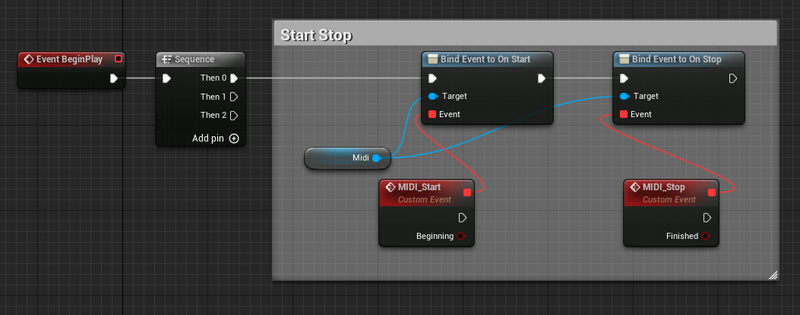 Start Stop
Event BeginPlay
Sequence
Then 0
Then 1
Then 2
Add pin
Bind Event to On Start
Target
Event
Bind Event to On Stop
Target
Event
Midi
MIDI_Start
Custom Event
Beginning
MIDI_Stop
Custom Event
Finished